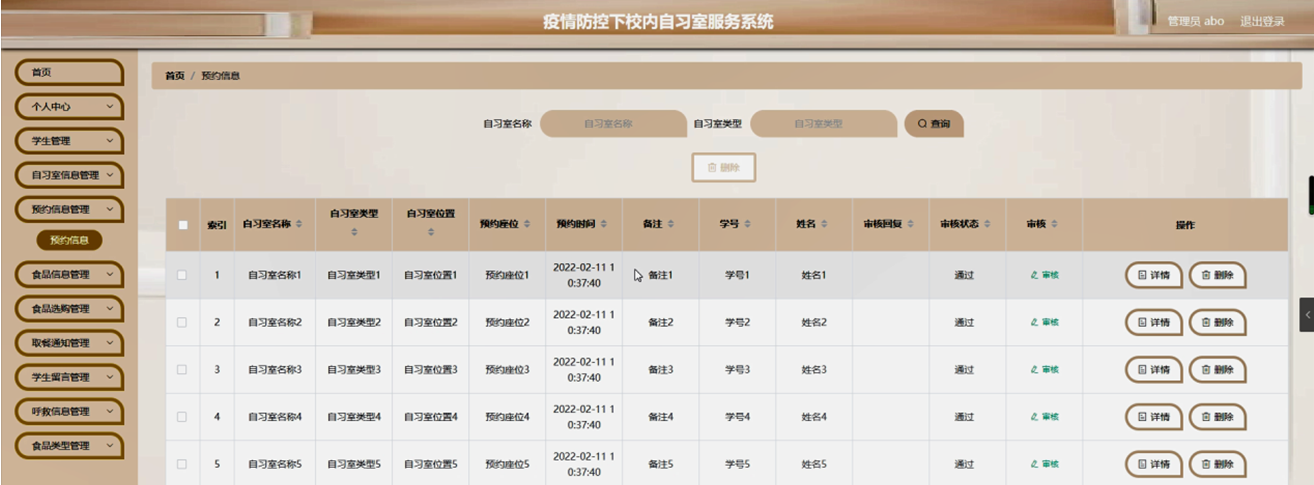 疫情防控下校内自习室服务系统
管理员 abo 退出登录
首页
个人中心
学生管理
自习室信息管理
预约信息管理
预约信息
食品信息管理
食品选购管理
取餐通知管理
学生留言管理
呼救信息管理
食品类型管理
首页 / 预约信息
自习室名称 自习室名称 自习室类型 自习室类型 查询
删除
索引 自习室名称 自习室类型 自习室位置 预约座位 预约时间 备注 学号 姓名 审核回复 审核状态 审核 操作
1 自习室名称1 自习室类型1 自习室位置1 预约座位1 2022-02-11 1 备注1 学号1 姓名1 通过 审核 详情 删除
0:37:40
2 自习室名称2 自习室类型2 自习室位置2 预约座位2 2022-02-11 1 备注2 学号2 姓名2 通过 审核 详情 删除
0:37:40
3 自习室名称3 自习室类型3 自习室位置3 预约座位3 2022-02-11 1 备注3 学号3 姓名3 通过 审核 详情 删除
0:37:40
4 自习室名称4 自习室类型4 自习室位置4 预约座位4 2022-02-11 1 备注4 学号4 姓名4 通过 审核 详情 删除
0:37:40
5 自习室名称5 自习室类型5 自习室位置5 预约座位5 2022-02-11 1 备注5 学号5 姓名5 通过 审核 详情 删除
0:37:40